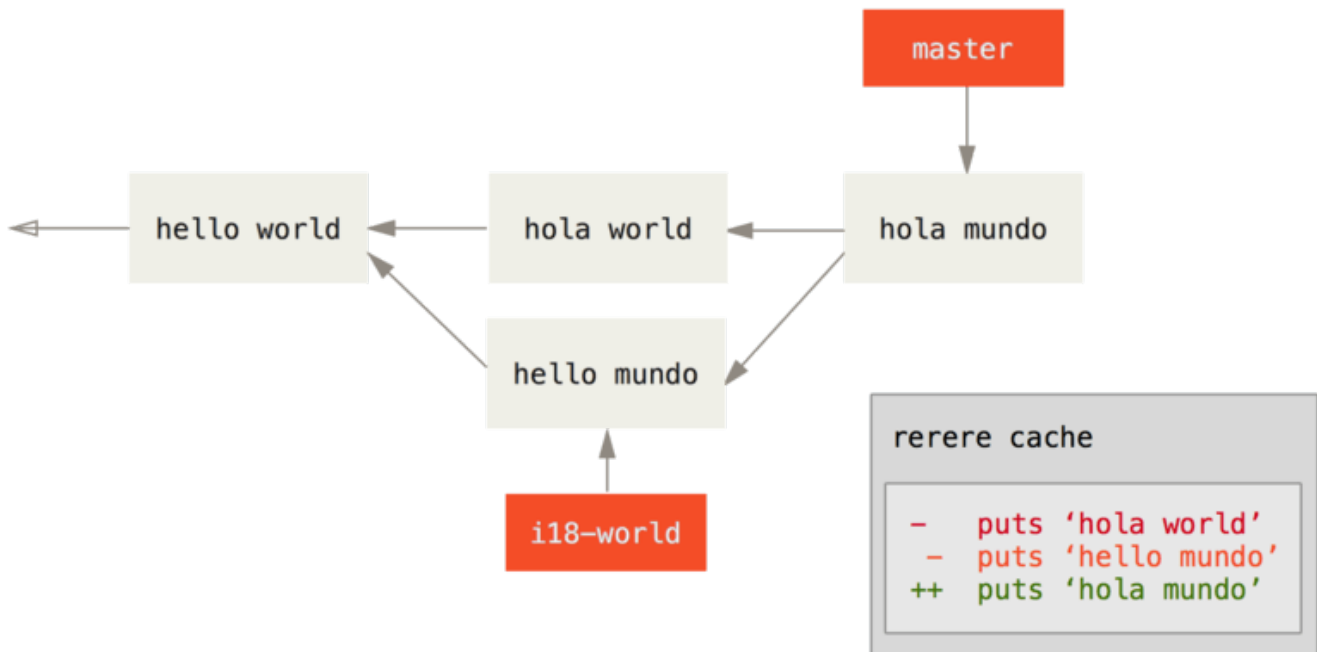 master
hello world
hola world
hola mundo
hello mundo
i18-world
rerere cache
- puts ‘hola world’
- puts ‘hello mundo’
++ puts ‘hola mundo’